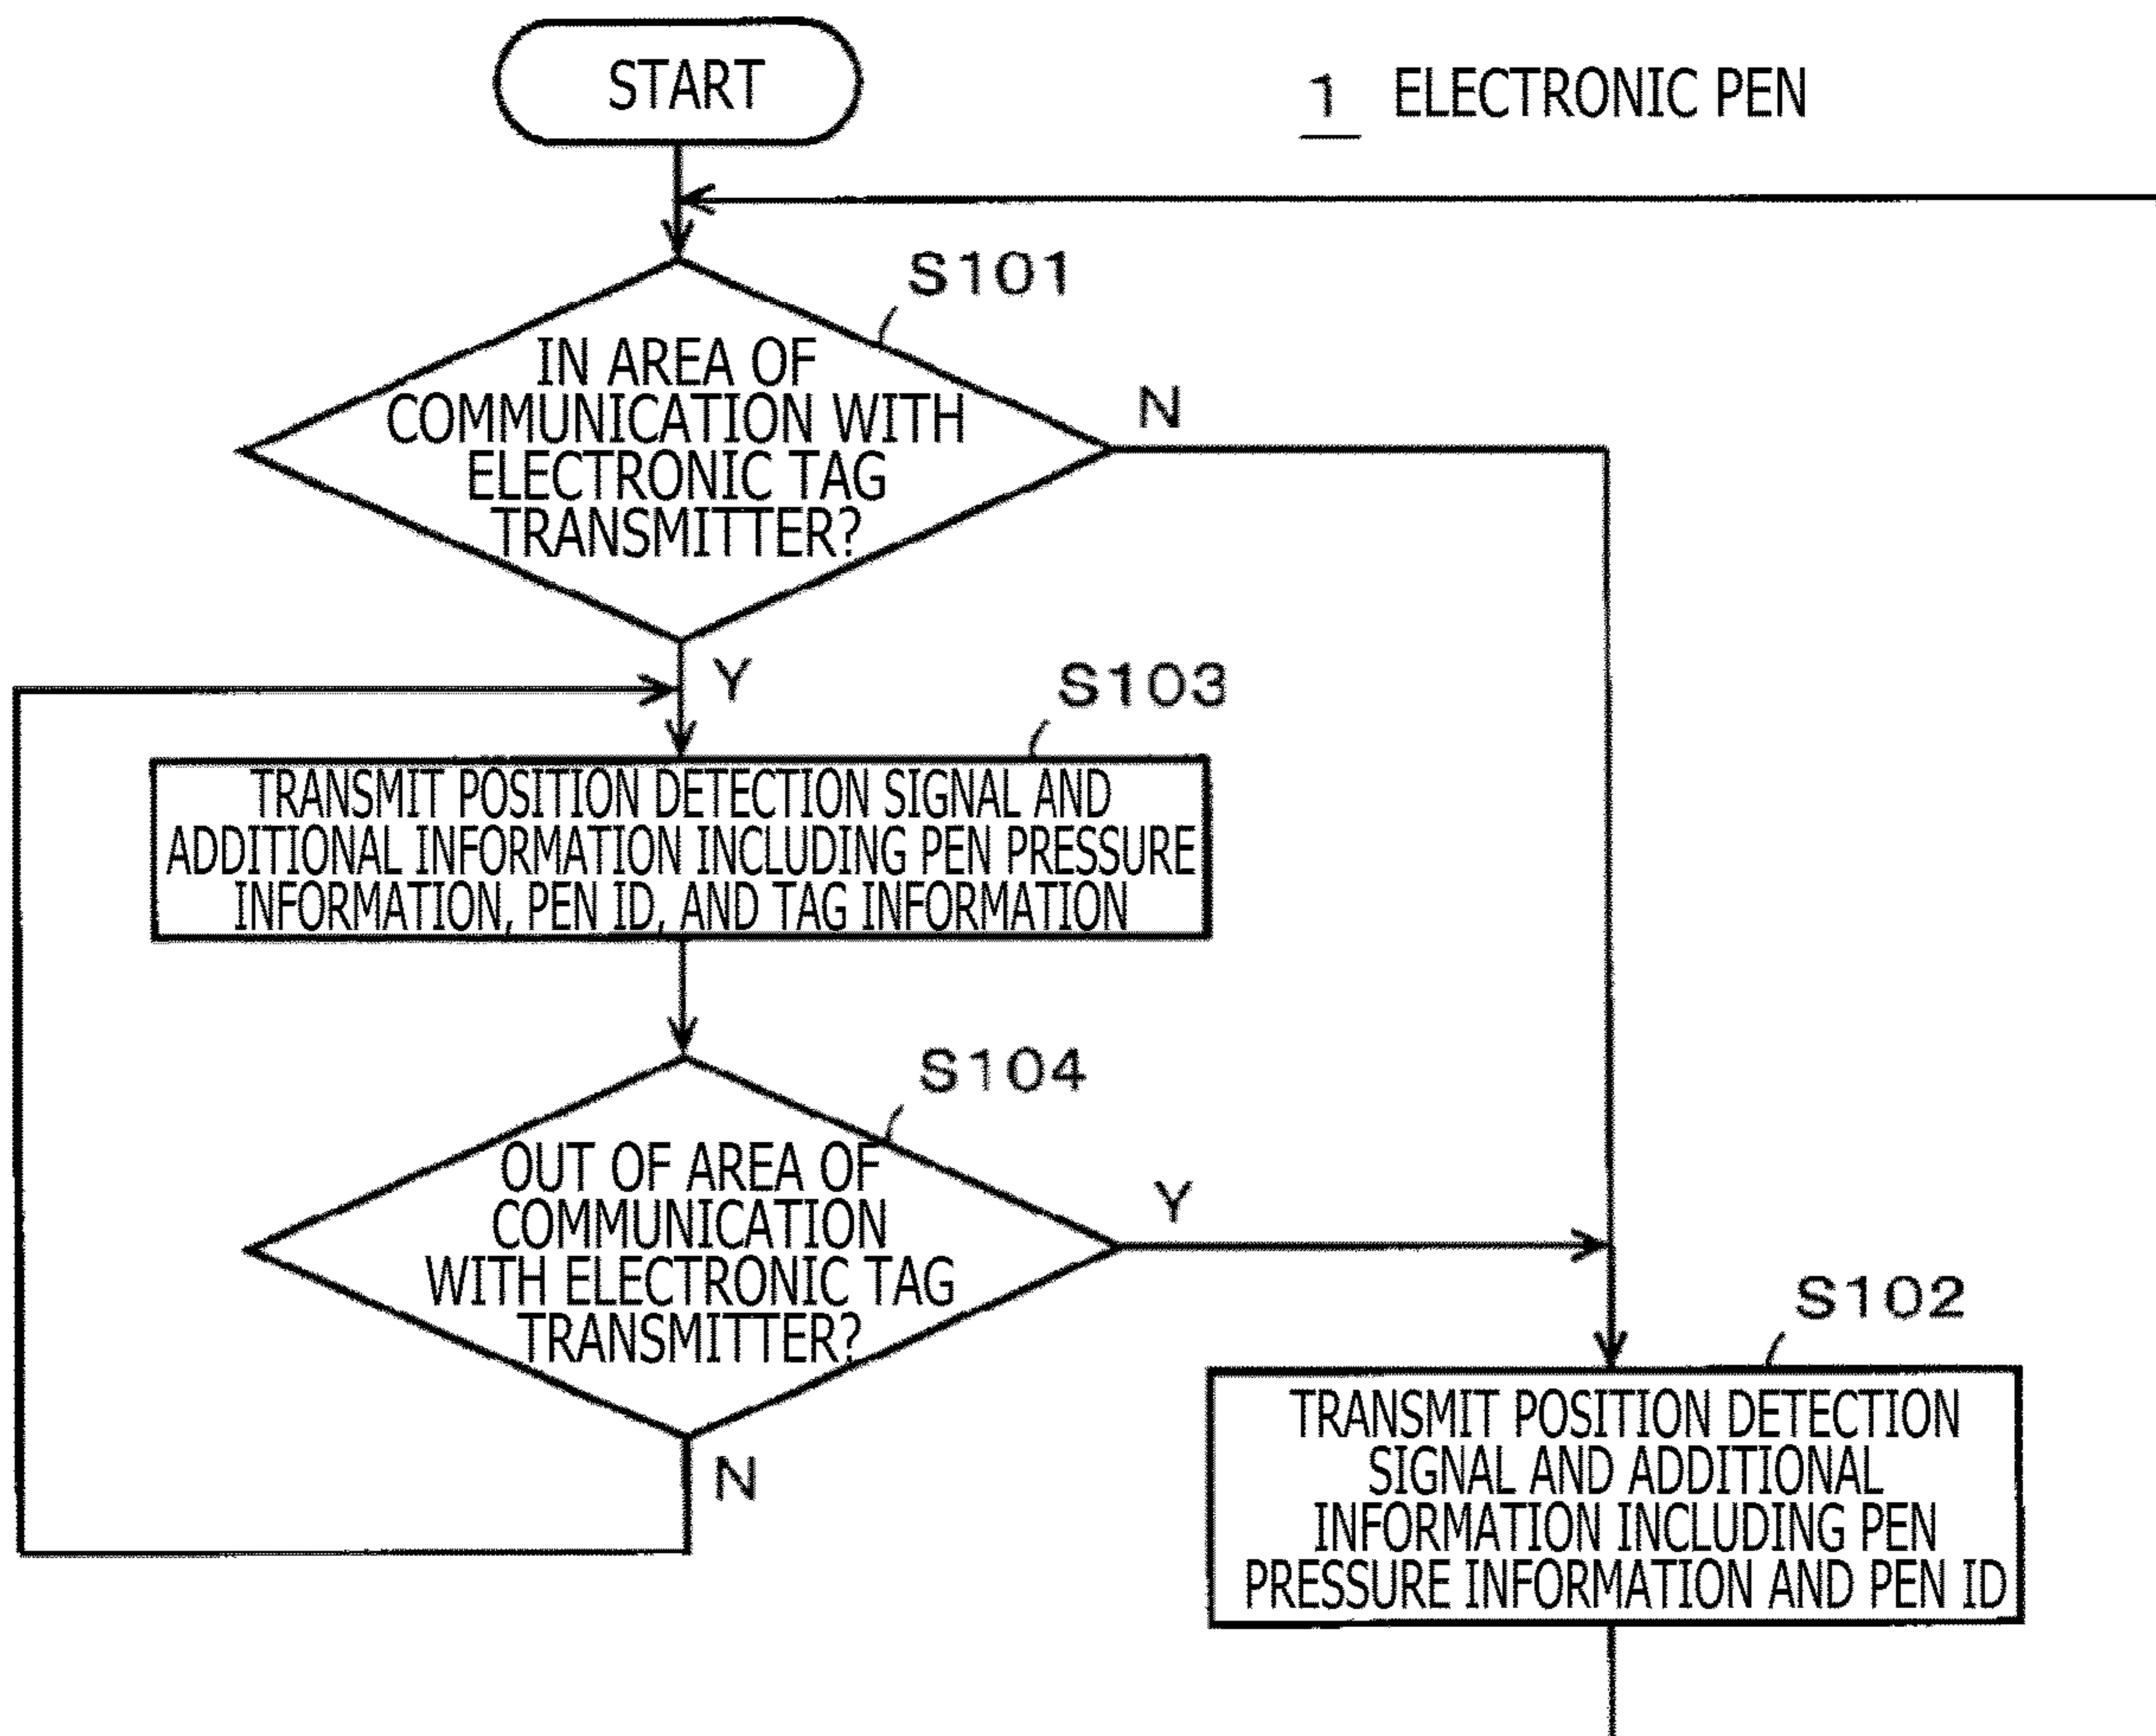 START
1 ELECTRONIC PEN
S101
IN AREA OF
COMMUNICATION WITH
ELECTRONIC TAG
TRANSMITTER?
N
Y
S103
TRANSMIT POSITION DETECTION SIGNAL AND
ADDITIONAL INFORMATION INCLUDING PEN PRESSURE
INFORMATION, PEN ID, AND TAG INFORMATION
S104
OUT OF AREA OF
COMMUNICATION
WITH ELECTRONIC TAG
TRANSMITTER?
Y
N
S102
TRANSMIT POSITION DETECTION
SIGNAL AND ADDITIONAL
INFORMATION INCLUDING PEN
PRESSURE INFORMATION AND PEN ID